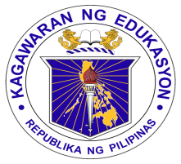 • KAGAWARAN NG EDUKASYON •
REPUBLIKA NG PILIPINAS